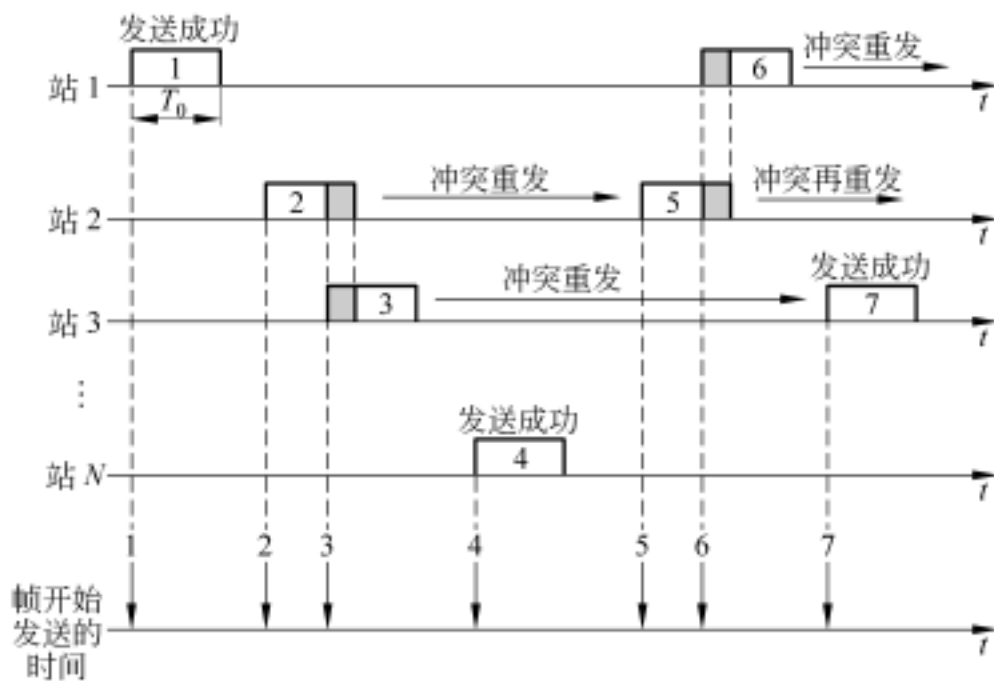 发送成功
站 1
1
T₀
6
冲突重发
t
站 2
2
冲突重发
5
冲突再重发
t
站 3
3
冲突重发
发送成功
7
t
⋮
发送成功
站 N
4
t
1 2 3 4 5 6 7
帧开始
发送的
时间
t